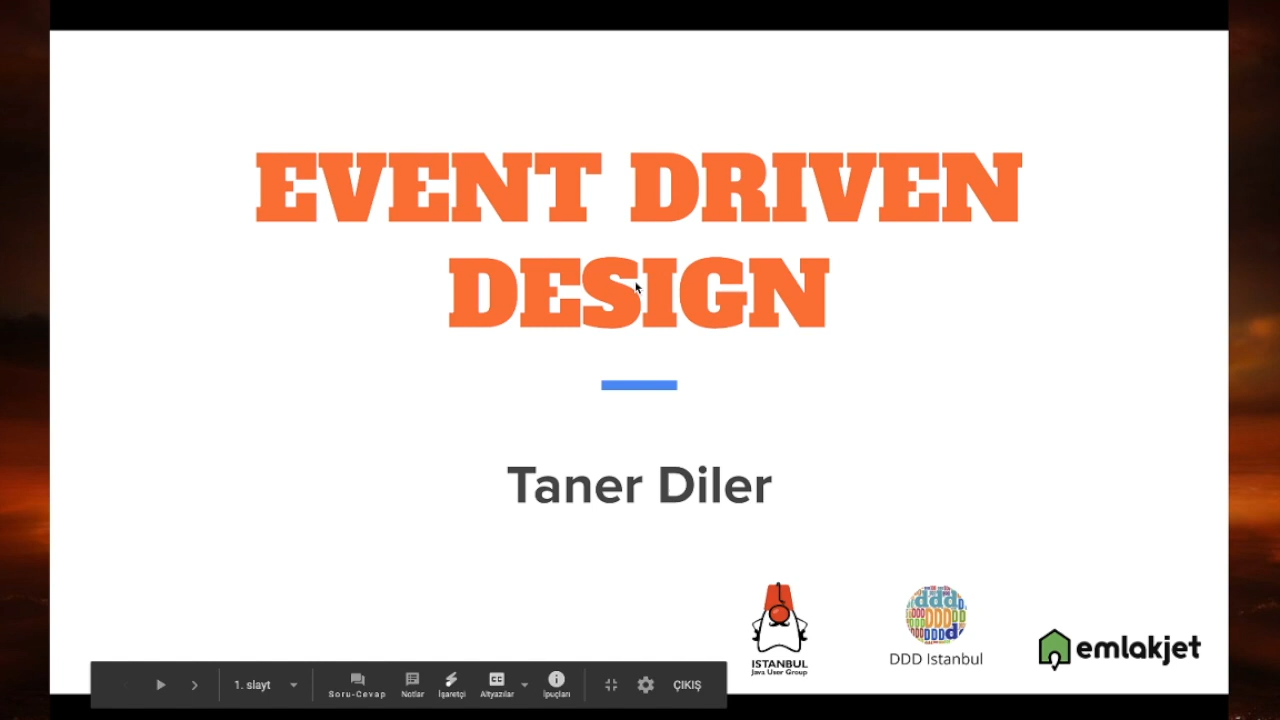 EVENT DRIVEN
DESIGN
Taner Diler
ISTANBUL
Java User Group
DDD Istanbul
emlakjet
1. slayt
Soru-Cevap
Notlar
İşaretçi
CC
Altyazılar
İpuçları
ÇIKIŞ